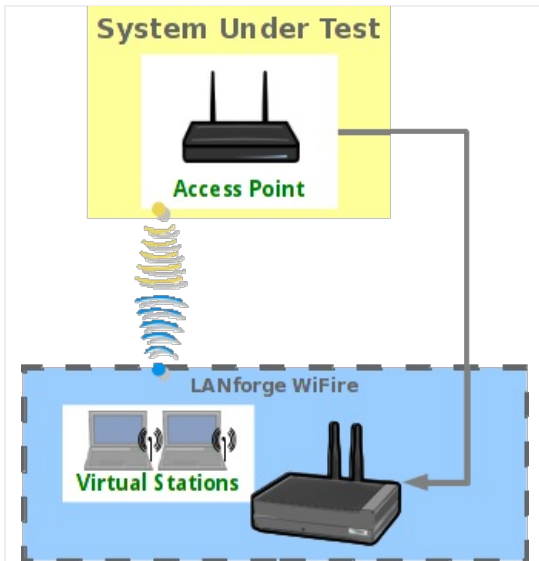 System Under Test
Access Point
LANforge WiFire
Virtual Stations